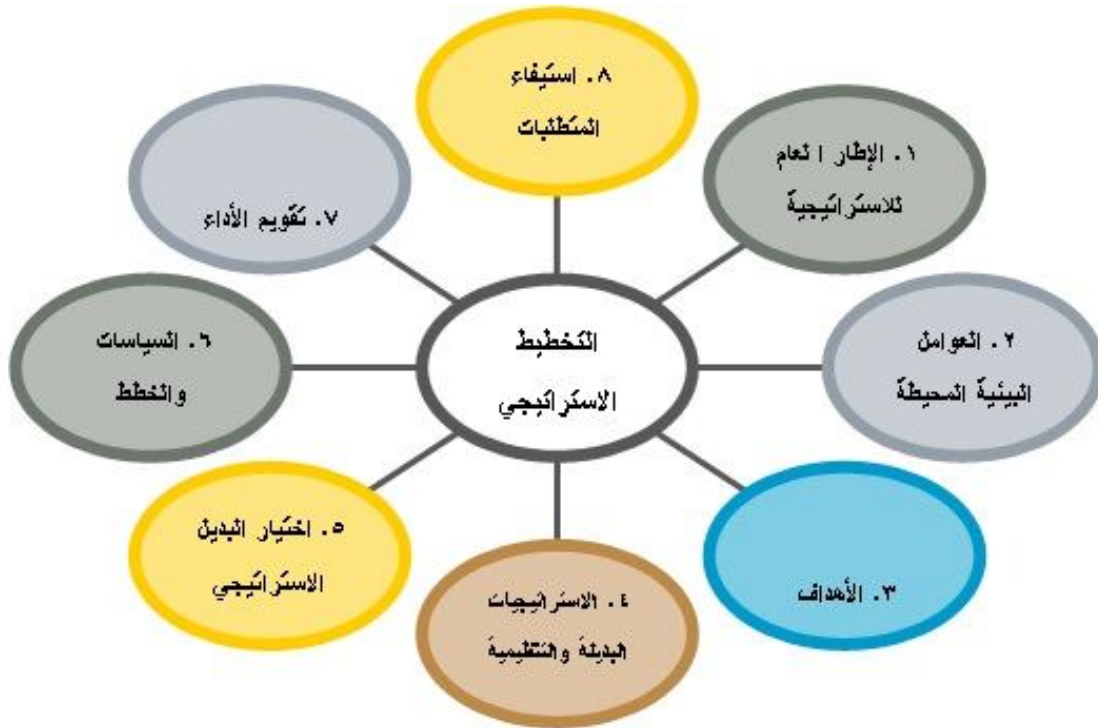 التخطيط
الاستراتيجي
١. الإطار العام
للاستراتيجية
٢. العوامل
البيئية المحيطة
٣. الأهداف
٤. الاستراتيجيات
البديلة والتنظيمية
٥. اختيار البديل
الاستراتيجي
٦. السياسات
والخطط
٧. تقويم الأداء
٨. استيفاء
المتطلبات